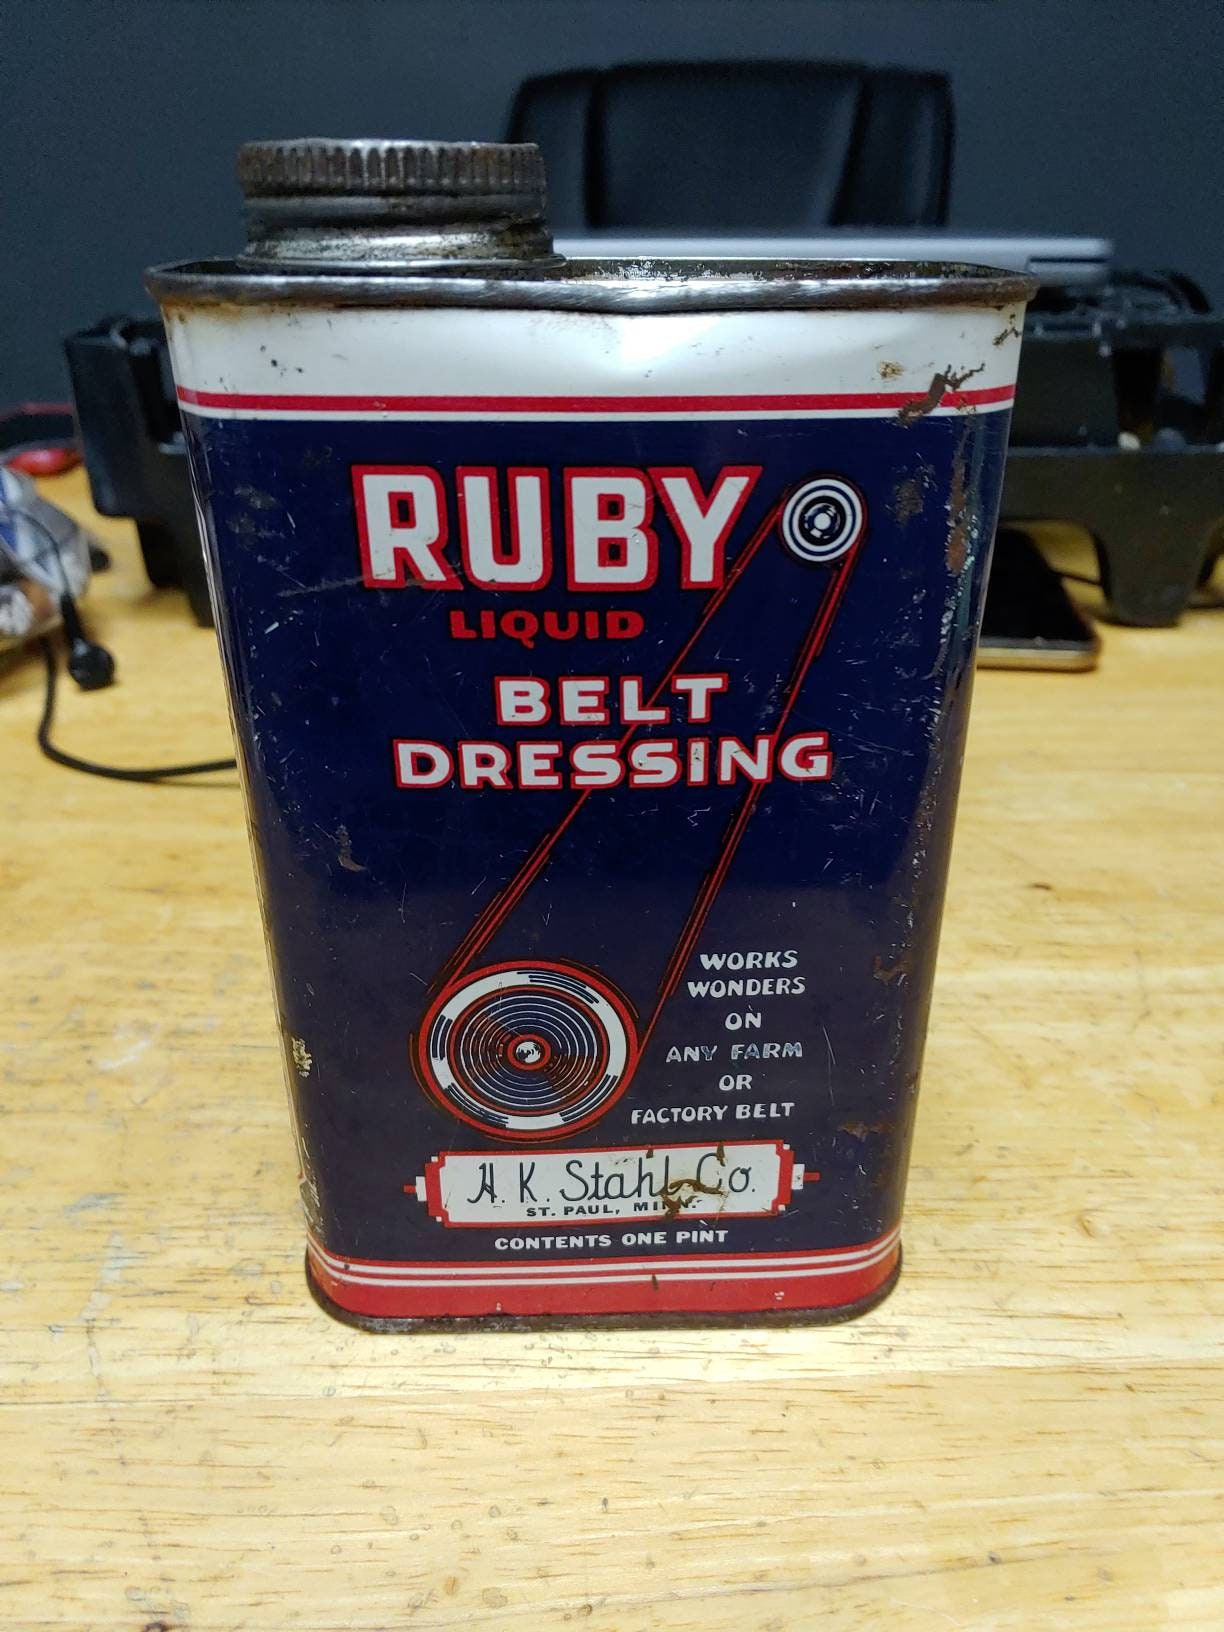 RUBY
LIQUID
BELT
DRESSING
WORKS
WONDERS
ON
ANY FARM
OR
FACTORY BELT
H. K. Stahl Co.
ST. PAUL, MINN.
CONTENTS ONE PINT